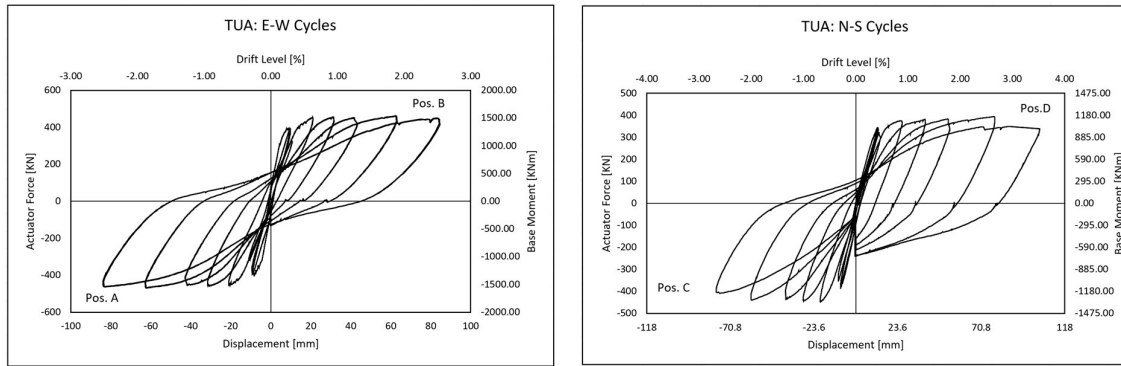 TUA: E-W Cycles
Drift Level [%]
-3.00 -2.00 -1.00 0.00 1.00 2.00 3.00
600 2000.00
Pos. B
400 1500.00
1000.00
200 500.00
0 0.00
-200 -500.00
-1000.00
-400 -1500.00
Pos. A
-600 -2000.00
-100 -80 -60 -40 -20 0 20 40 60 80 100
Displacement [mm]
Actuator Force [KN]
Base Moment [KNm]
TUA: N-S Cycles
Drift Level [%]
-4.00 -3.00 -2.00 -1.00 0.00 1.00 2.00 3.00 4.00
500 1475.00
Pos.D
400 1180.00
300 885.00
200 590.00
100 295.00
0 0.00
-100 -295.00
-200 -590.00
-300 -885.00
Pos. C
-400 -1180.00
-500 -1475.00
-118 -70.8 -23.6 23.6 70.8 118
Displacement [mm]
Actuator Force [KN]
Base Moment [KNm]